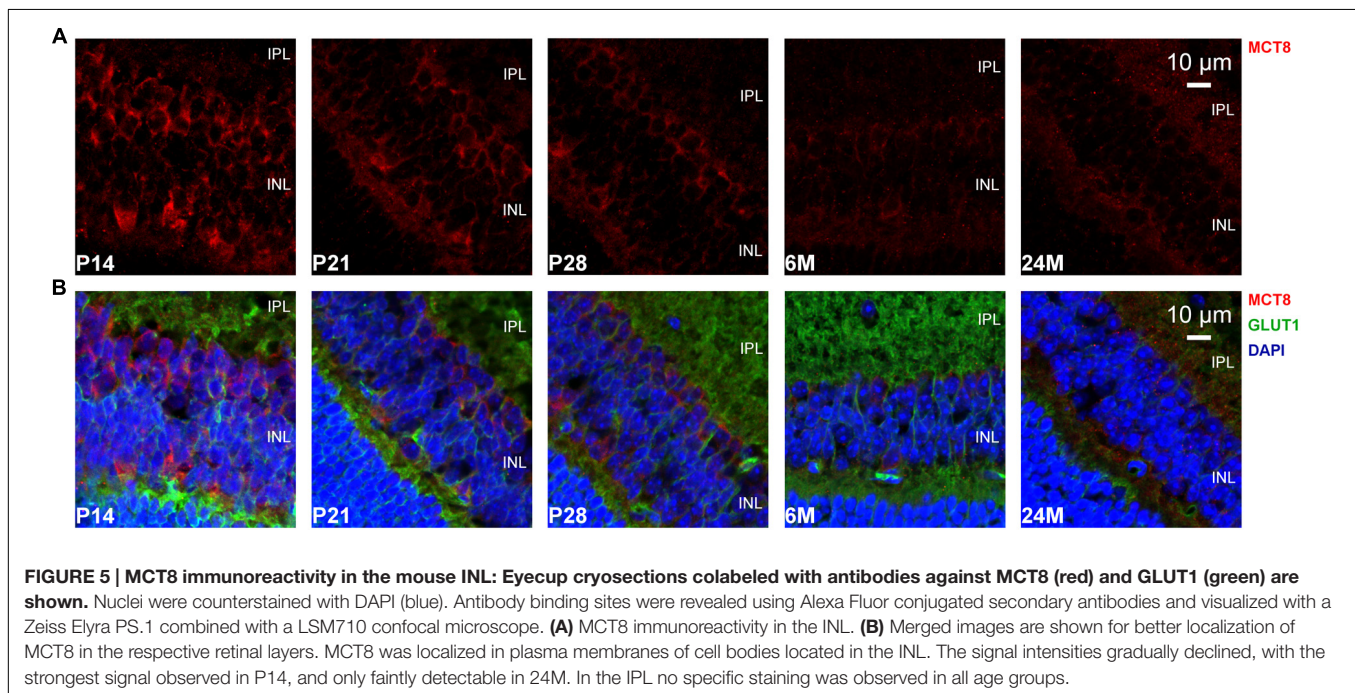 A
IPL
INL
P14
IPL
INL
P21
IPL
INL
P28
IPL
INL
6M
10 µm
IPL
INL
24M
MCT8
B
IPL
INL
P14
IPL
INL
P21
IPL
INL
P28
IPL
INL
6M
10 µm
IPL
INL
24M
MCT8
GLUT1
DAPI
FIGURE 5 | MCT8 immunoreactivity in the mouse INL: Eyecup cryosections colabeled with antibodies against MCT8 (red) and GLUT1 (green) are
shown. Nuclei were counterstained with DAPI (blue). Antibody binding sites were revealed using Alexa Fluor conjugated secondary antibodies and visualized with a
Zeiss Elyra PS.1 combined with a LSM710 confocal microscope. (A) MCT8 immunoreactivity in the INL. (B) Merged images are shown for better localization of
MCT8 in the respective retinal layers. MCT8 was localized in plasma membranes of cell bodies located in the INL. The signal intensities gradually declined, with the
strongest signal observed in P14, and only faintly detectable in 24M. In the IPL no specific staining was observed in all age groups.